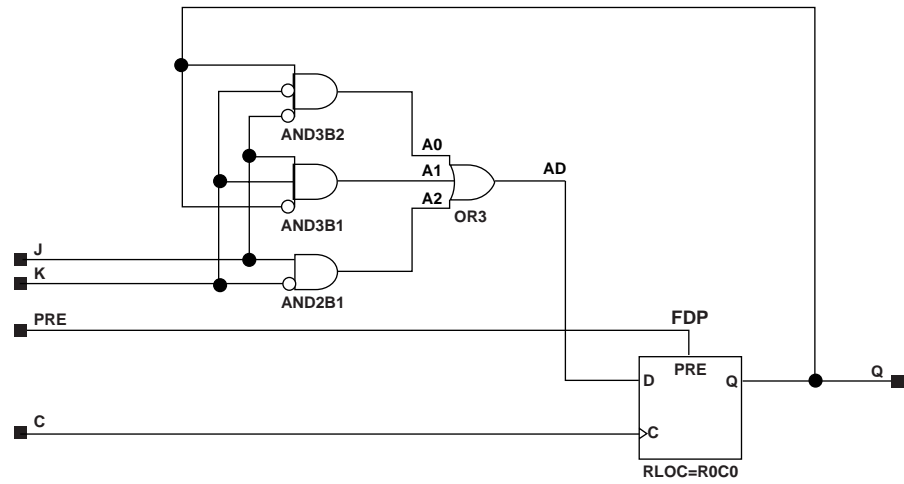 AND3B2
A0
A1
AD
A2
OR3
AND3B1
J
K
AND2B1
PRE
FDP
PRE
D
Q
Q
C
C
RLOC=R0C0